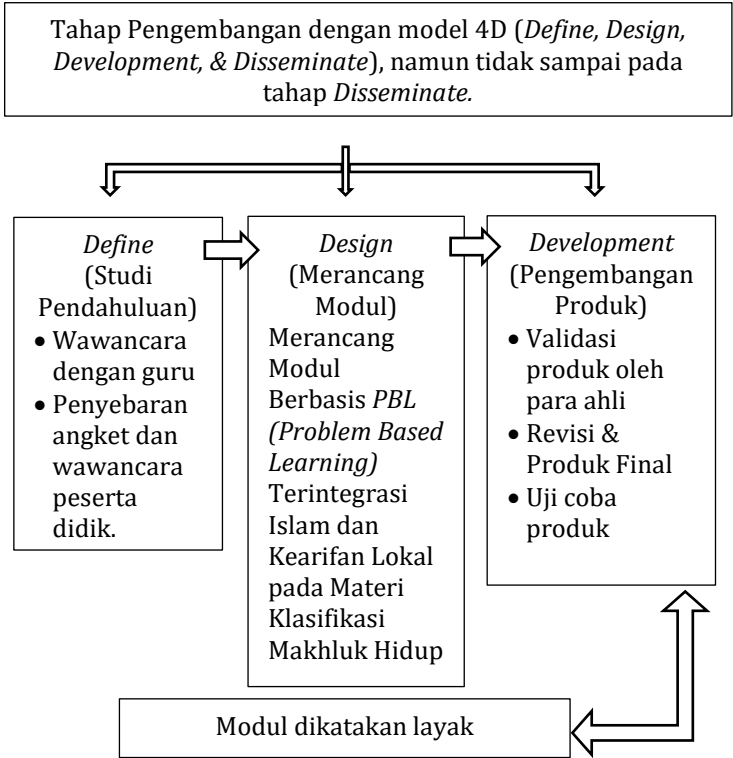 Tahap Pengembangan dengan model 4D (Define, Design,
Development, & Disseminate), namun tidak sampai pada
tahap Disseminate.
Define
(Studi
Pendahuluan)
• Wawancara
dengan guru
• Penyebaran
angket dan
wawancara
peserta
didik.
Design
(Merancang
Modul)
Merancang
Modul
Berbasis PBL
(Problem Based
Learning)
Terintegrasi
Islam dan
Kearifan Lokal
pada Materi
Klasifikasi
Makhluk Hidup
Development
(Pengembangan
Produk)
• Validasi
produk oleh
para ahli
• Revisi &
Produk Final
• Uji coba
produk
Modul dikatakan layak